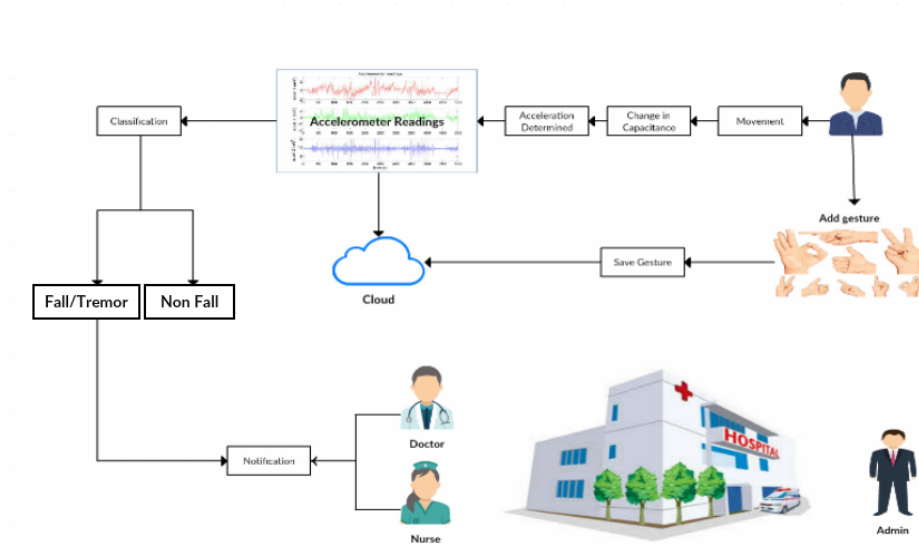 Classification
Accelerometer Readings
Acceleration
Determined
Change in
Capacitance
Movement
Add gesture
Save Gesture
Cloud
Fall/Tremor
Non Fall
Doctor
HOSPITAL
Notification
Nurse
Admin